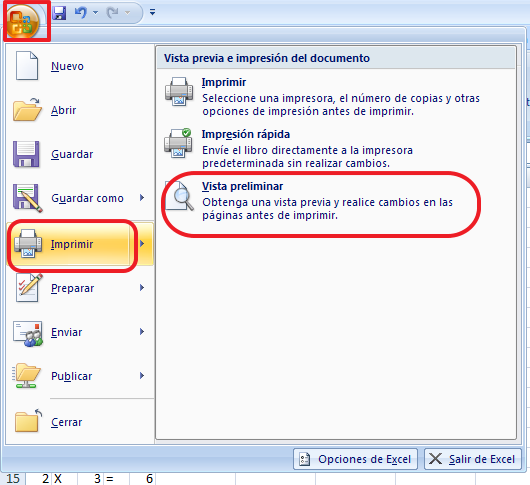 Nuevo
Abrir
Guardar
Guardar como
Imprimir
Preparar
Enviar
Publicar
Cerrar
Vista previa e impresión del documento
Imprimir
Seleccione una impresora, el número de copias y otras
opciones de impresión antes de imprimir.
Impresión rápida
Envíe el libro directamente a la impresora
predeterminada sin realizar cambios.
Vista preliminar
Obtenga una vista previa y realice cambios en las
páginas antes de imprimir.
Opciones de Excel
Salir de Excel
15 2 X 3 = 6